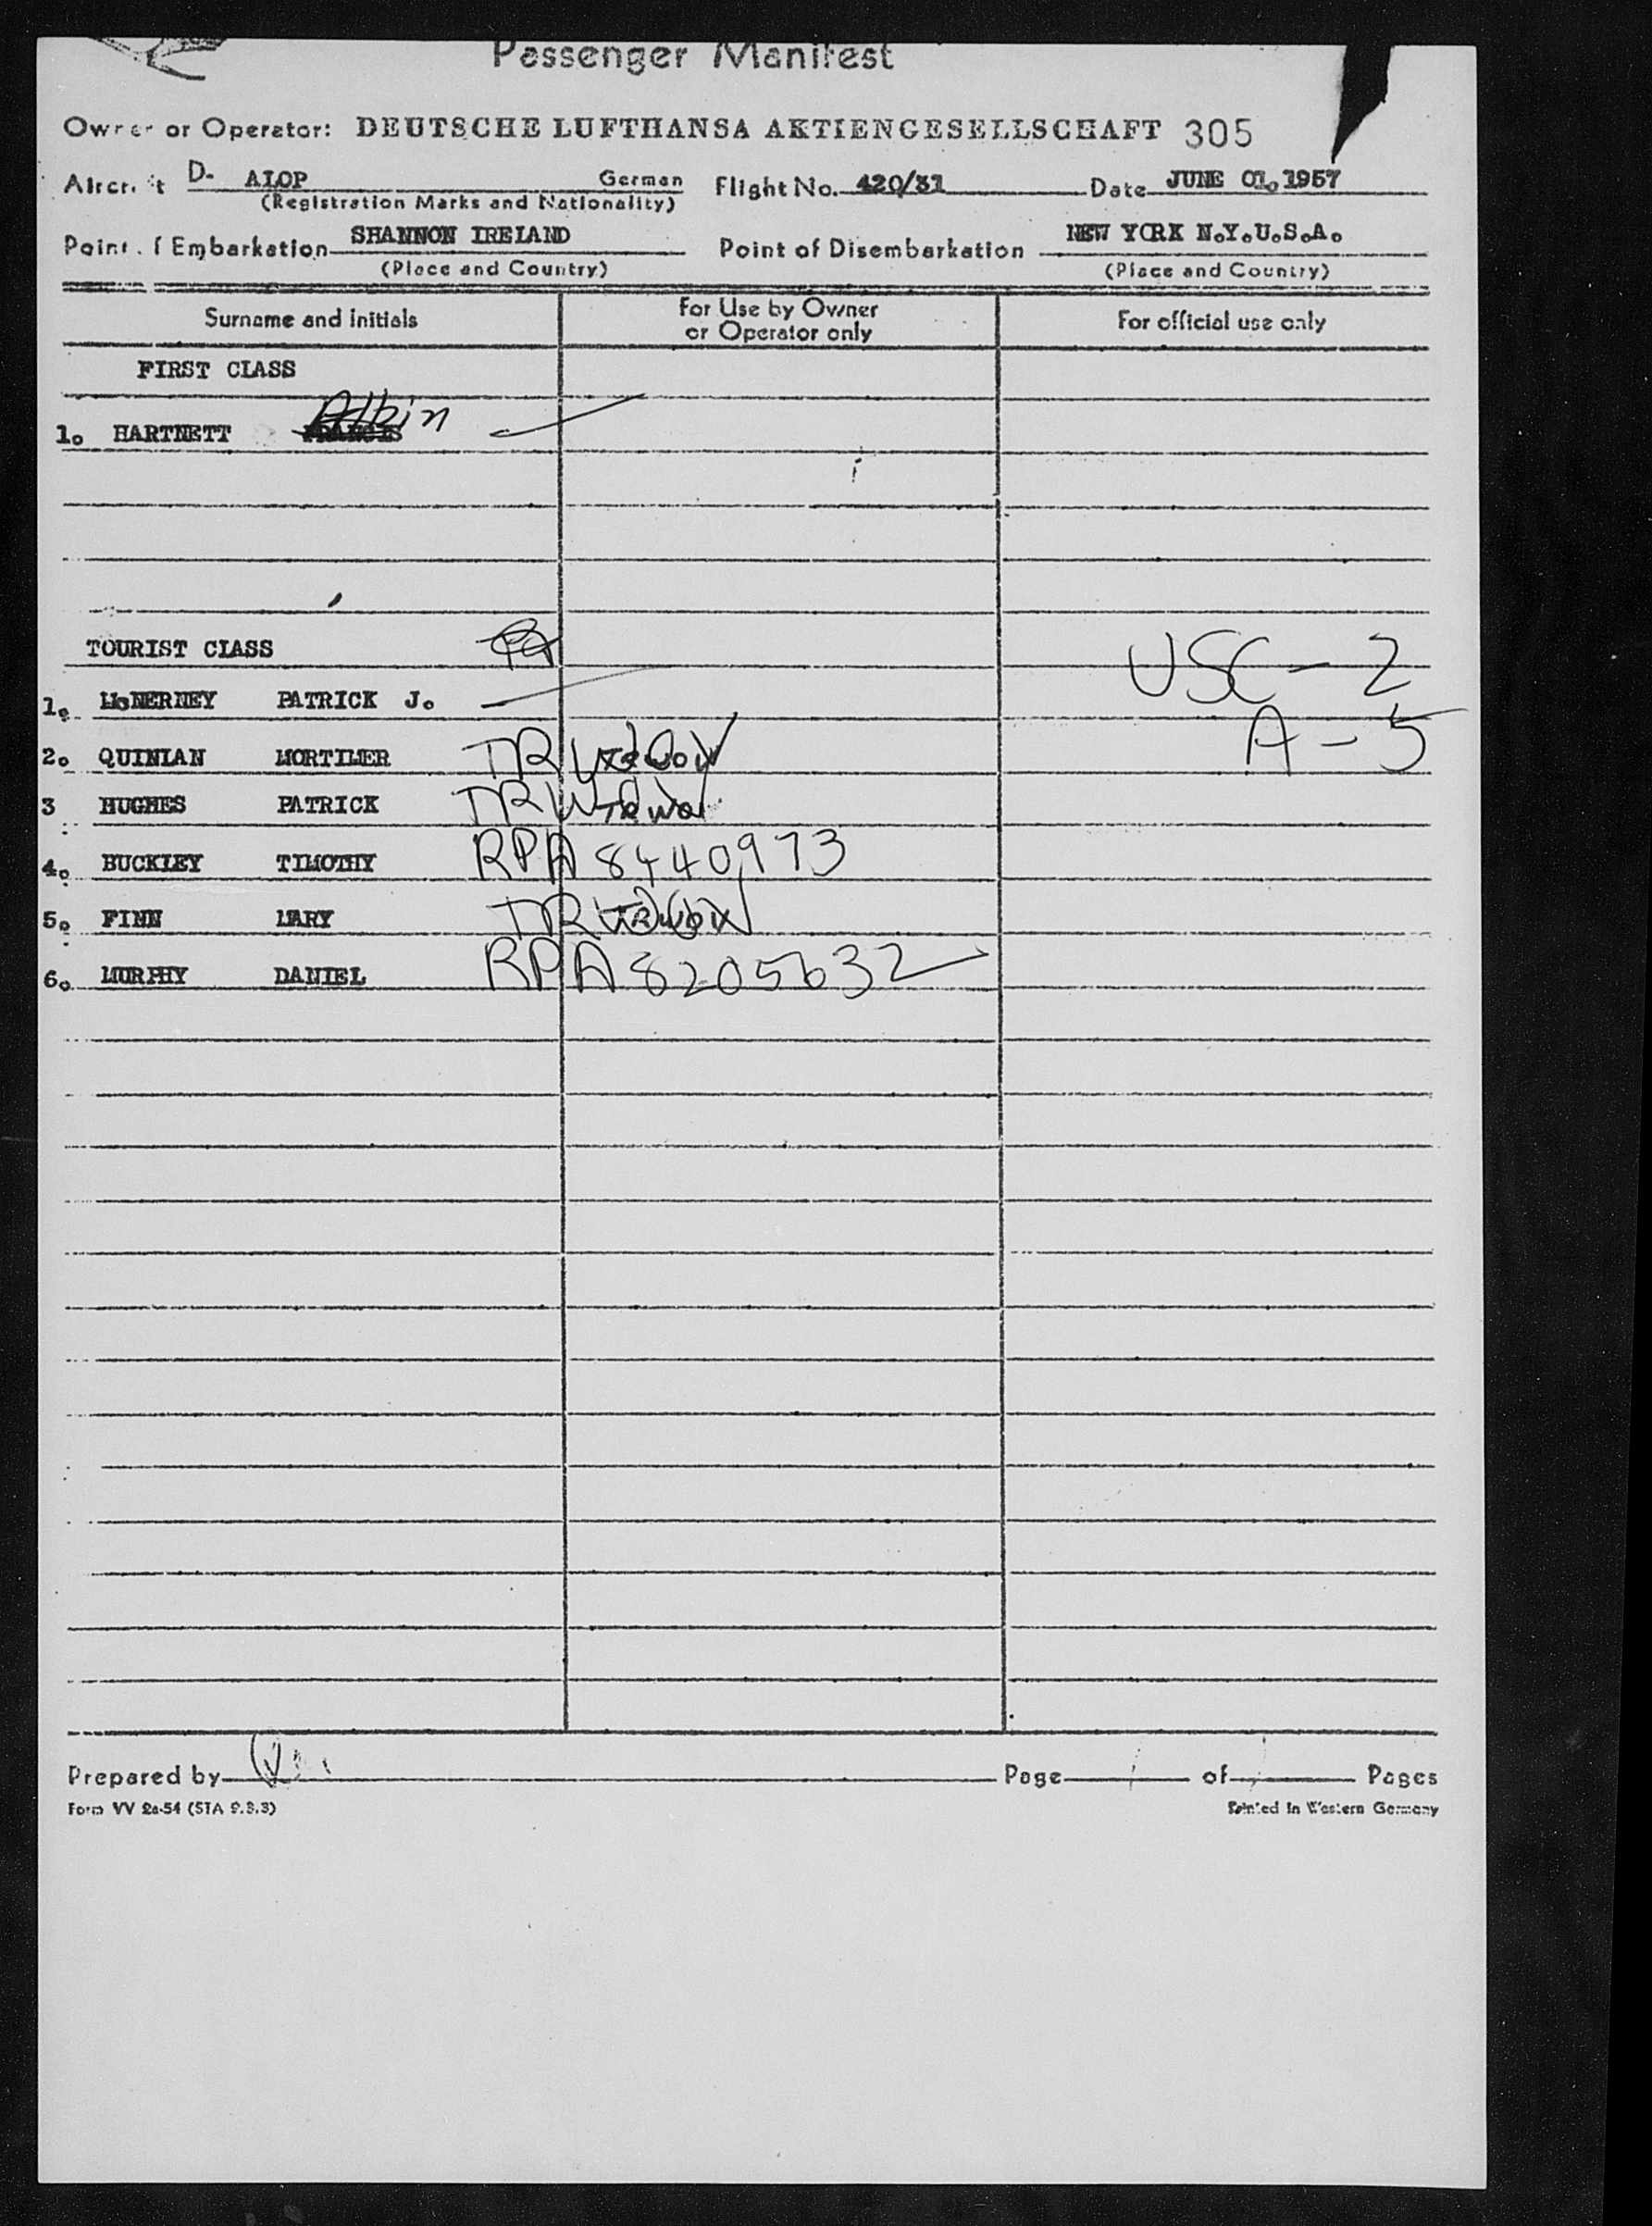 Passenger Manifest
Owner or Operator: DEUTSCHE LUFTHANSA AKTIENGESELLSCHAFT 305
Aircraft D- ALOP German Flight No. 420/31 Date JUNE 01. 1957
(Registration Marks and Nationality)
Point of Embarkation SHANNON IRELAND Point of Disembarkation NEW YORK N.Y.U.S.A.
(Place and Country) (Place and Country)
Surname and initials For Use by Owner or Operator only For official use only
FIRST CLASS
1. HARTNETT FRANCIS Albin
TOURIST CLASS USC - 2
1. McNERNEY PATRICK J. A - 5
2. QUINLAN MORTIMER TRWOV
3 HUGHES PATRICK TRWOV
4. BUCKLEY TIMOTHY RPA 8440973
5. FINN MARY TRWOV
6. MURPHY DANIEL RPA 8205632
Prepared by Page 1 of 1 Pages
Form VV 2a-54 (STA 9.3.3) Printed in Western Germany